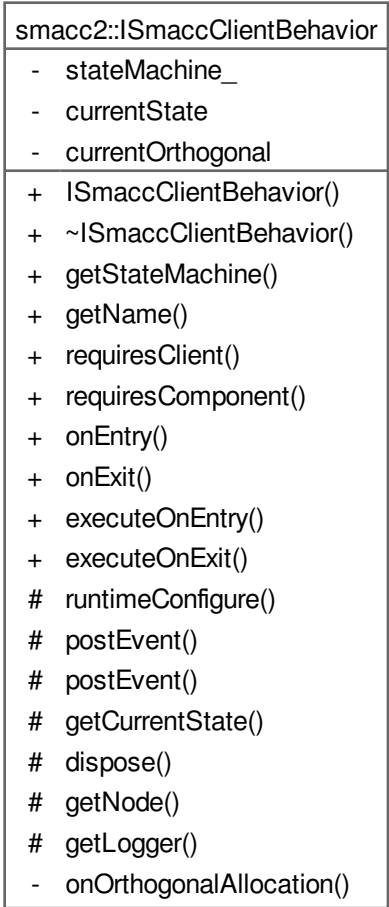 smacc2::ISmaccClientBehavior
- stateMachine_
- currentState
- currentOrthogonal
+ ISmaccClientBehavior()
+ ~ISmaccClientBehavior()
+ getStateMachine()
+ getName()
+ requiresClient()
+ requiresComponent()
+ onEntry()
+ onExit()
+ executeOnEntry()
+ executeOnExit()
# runtimeConfigure()
# postEvent()
# postEvent()
# getCurrentState()
# dispose()
# getNode()
# getLogger()
- onOrthogonalAllocation()